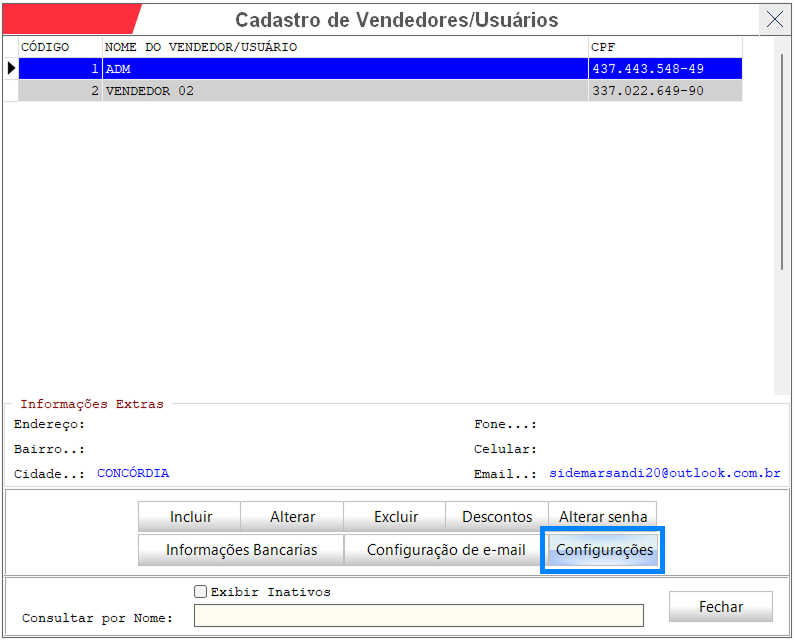 Cadastro de Vendedores/Usuários
CÓDIGO NOME DO VENDEDOR/USUÁRIO CPF
1 ADM 437.443.548-49
2 VENDEDOR 02 337.022.649-90
Informações Extras
Endereço: Fone...:
Bairro..: Celular:
Cidade..: CONCÓRDIA Email..: sidemarsandi20@outlook.com.br
Incluir Alterar Excluir Descontos Alterar senha
Informações Bancarias Configuração de e-mail Configurações
Exibir Inativos
Consultar por Nome: Fechar